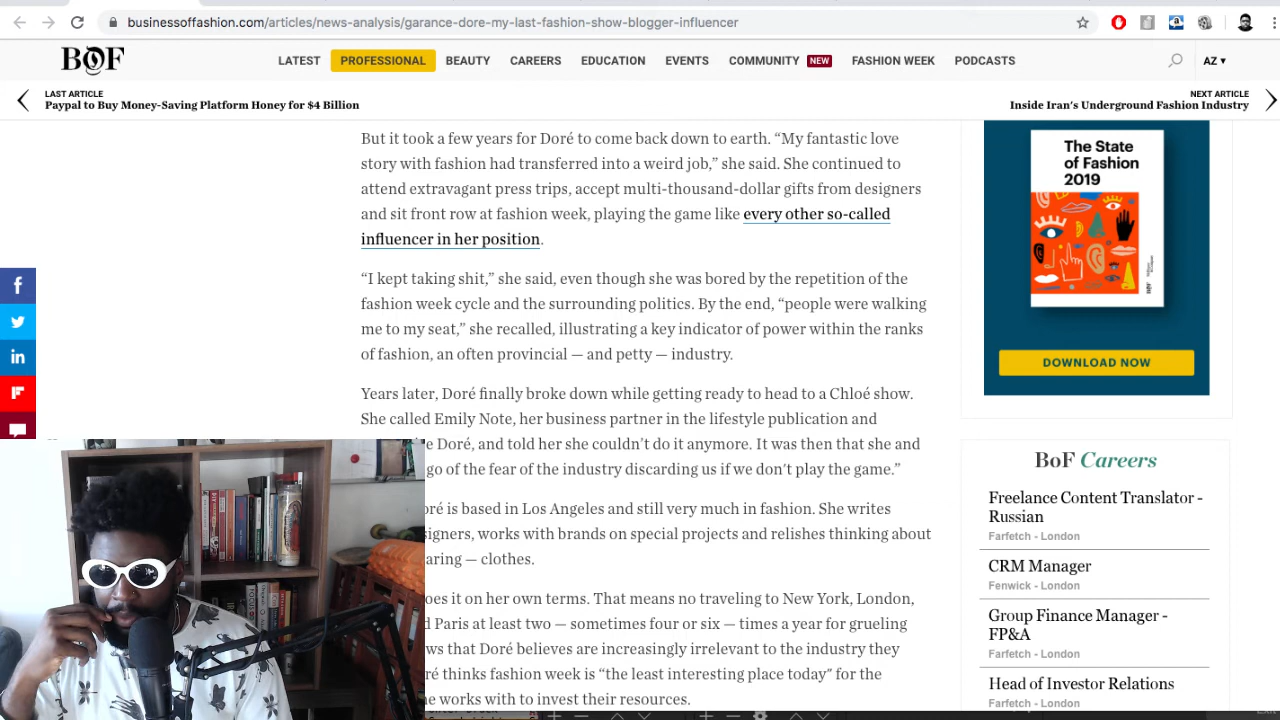 businessoffashion.com/articles/news-analysis/garance-dore-my-last-fashion-show-blogger-influencer
BOF
LATEST PROFESSIONAL BEAUTY CAREERS EDUCATION EVENTS COMMUNITY NEW FASHION WEEK PODCASTS AZ
LAST ARTICLE
Paypal to Buy Money-Saving Platform Honey for $4 Billion
NEXT ARTICLE
Inside Iran's Underground Fashion Industry
But it took a few years for Doré to come back down to earth. “My fantastic love
story with fashion had transferred into a weird job,” she said. She continued to
attend extravagant press trips, accept multi-thousand-dollar gifts from designers
and sit front row at fashion week, playing the game like every other so-called
influencer in her position.
“I kept taking shit,” she said, even though she was bored by the repetition of the
fashion week cycle and the surrounding politics. By the end, “people were walking
me to my seat,” she recalled, illustrating a key indicator of power within the ranks
of fashion, an often provincial — and petty — industry.
Years later, Doré finally broke down while getting ready to head to a Chloé show.
She called Emily Note, her business partner in the lifestyle publication and
e Doré, and told her she couldn’t do it anymore. It was then that she and
go of the fear of the industry discarding us if we don’t play the game.”
oré is based in Los Angeles and still very much in fashion. She writes
igners, works with brands on special projects and relishes thinking about
aring — clothes.
oes it on her own terms. That means no traveling to New York, London,
d Paris at least two — sometimes four or six — times a year for grueling
ws that Doré believes are increasingly irrelevant to the industry they
ré thinks fashion week is “the least interesting place today” for the
e works with to invest their resources.
The State
of Fashion
2019
DOWNLOAD NOW
BoF Careers
Freelance Content Translator -
Russian
Farfetch - London
CRM Manager
Fenwick - London
Group Finance Manager -
FP&A
Farfetch - London
Head of Investor Relations
Farfetch - London